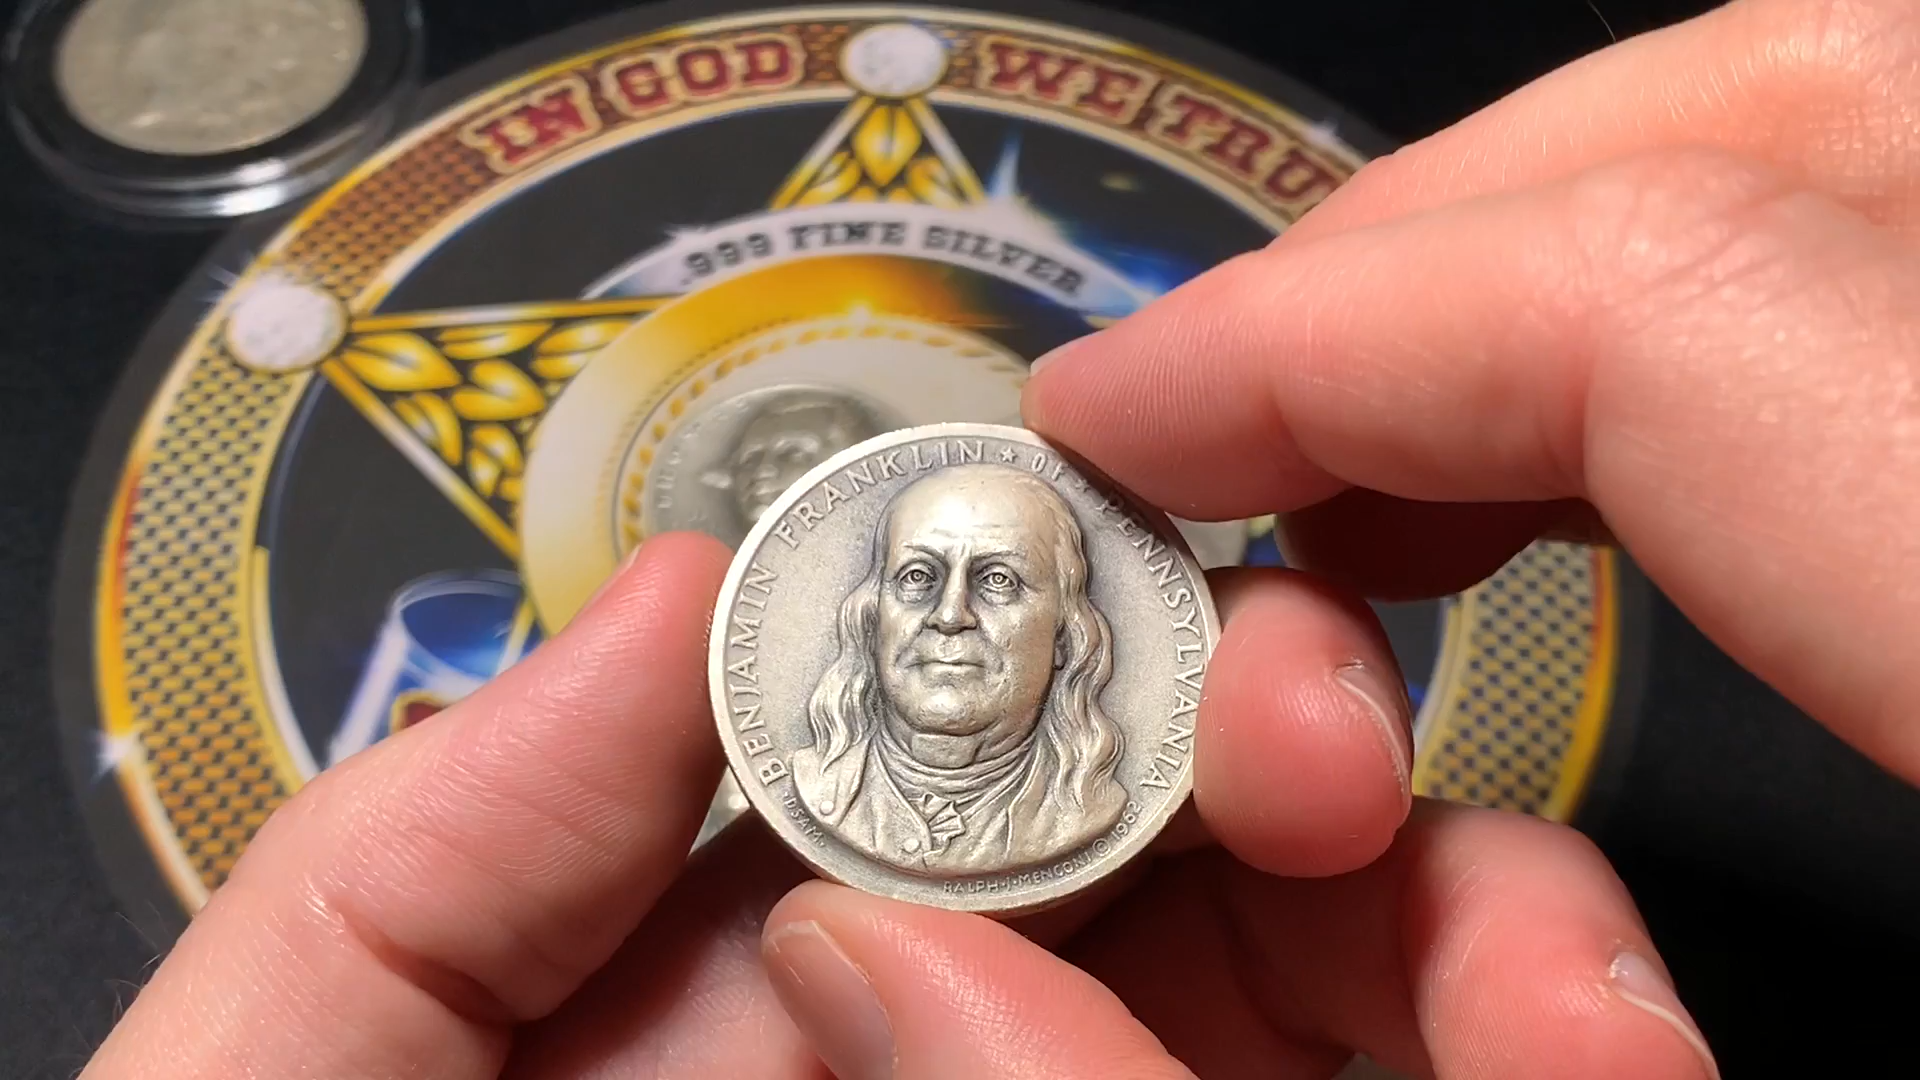 IN GOD WE TRU
.999 FINE SILVER
BENJAMIN FRANKLIN ★ OF ★ PENNSYLVANIA
RALPH·J·MENCONI © 1962